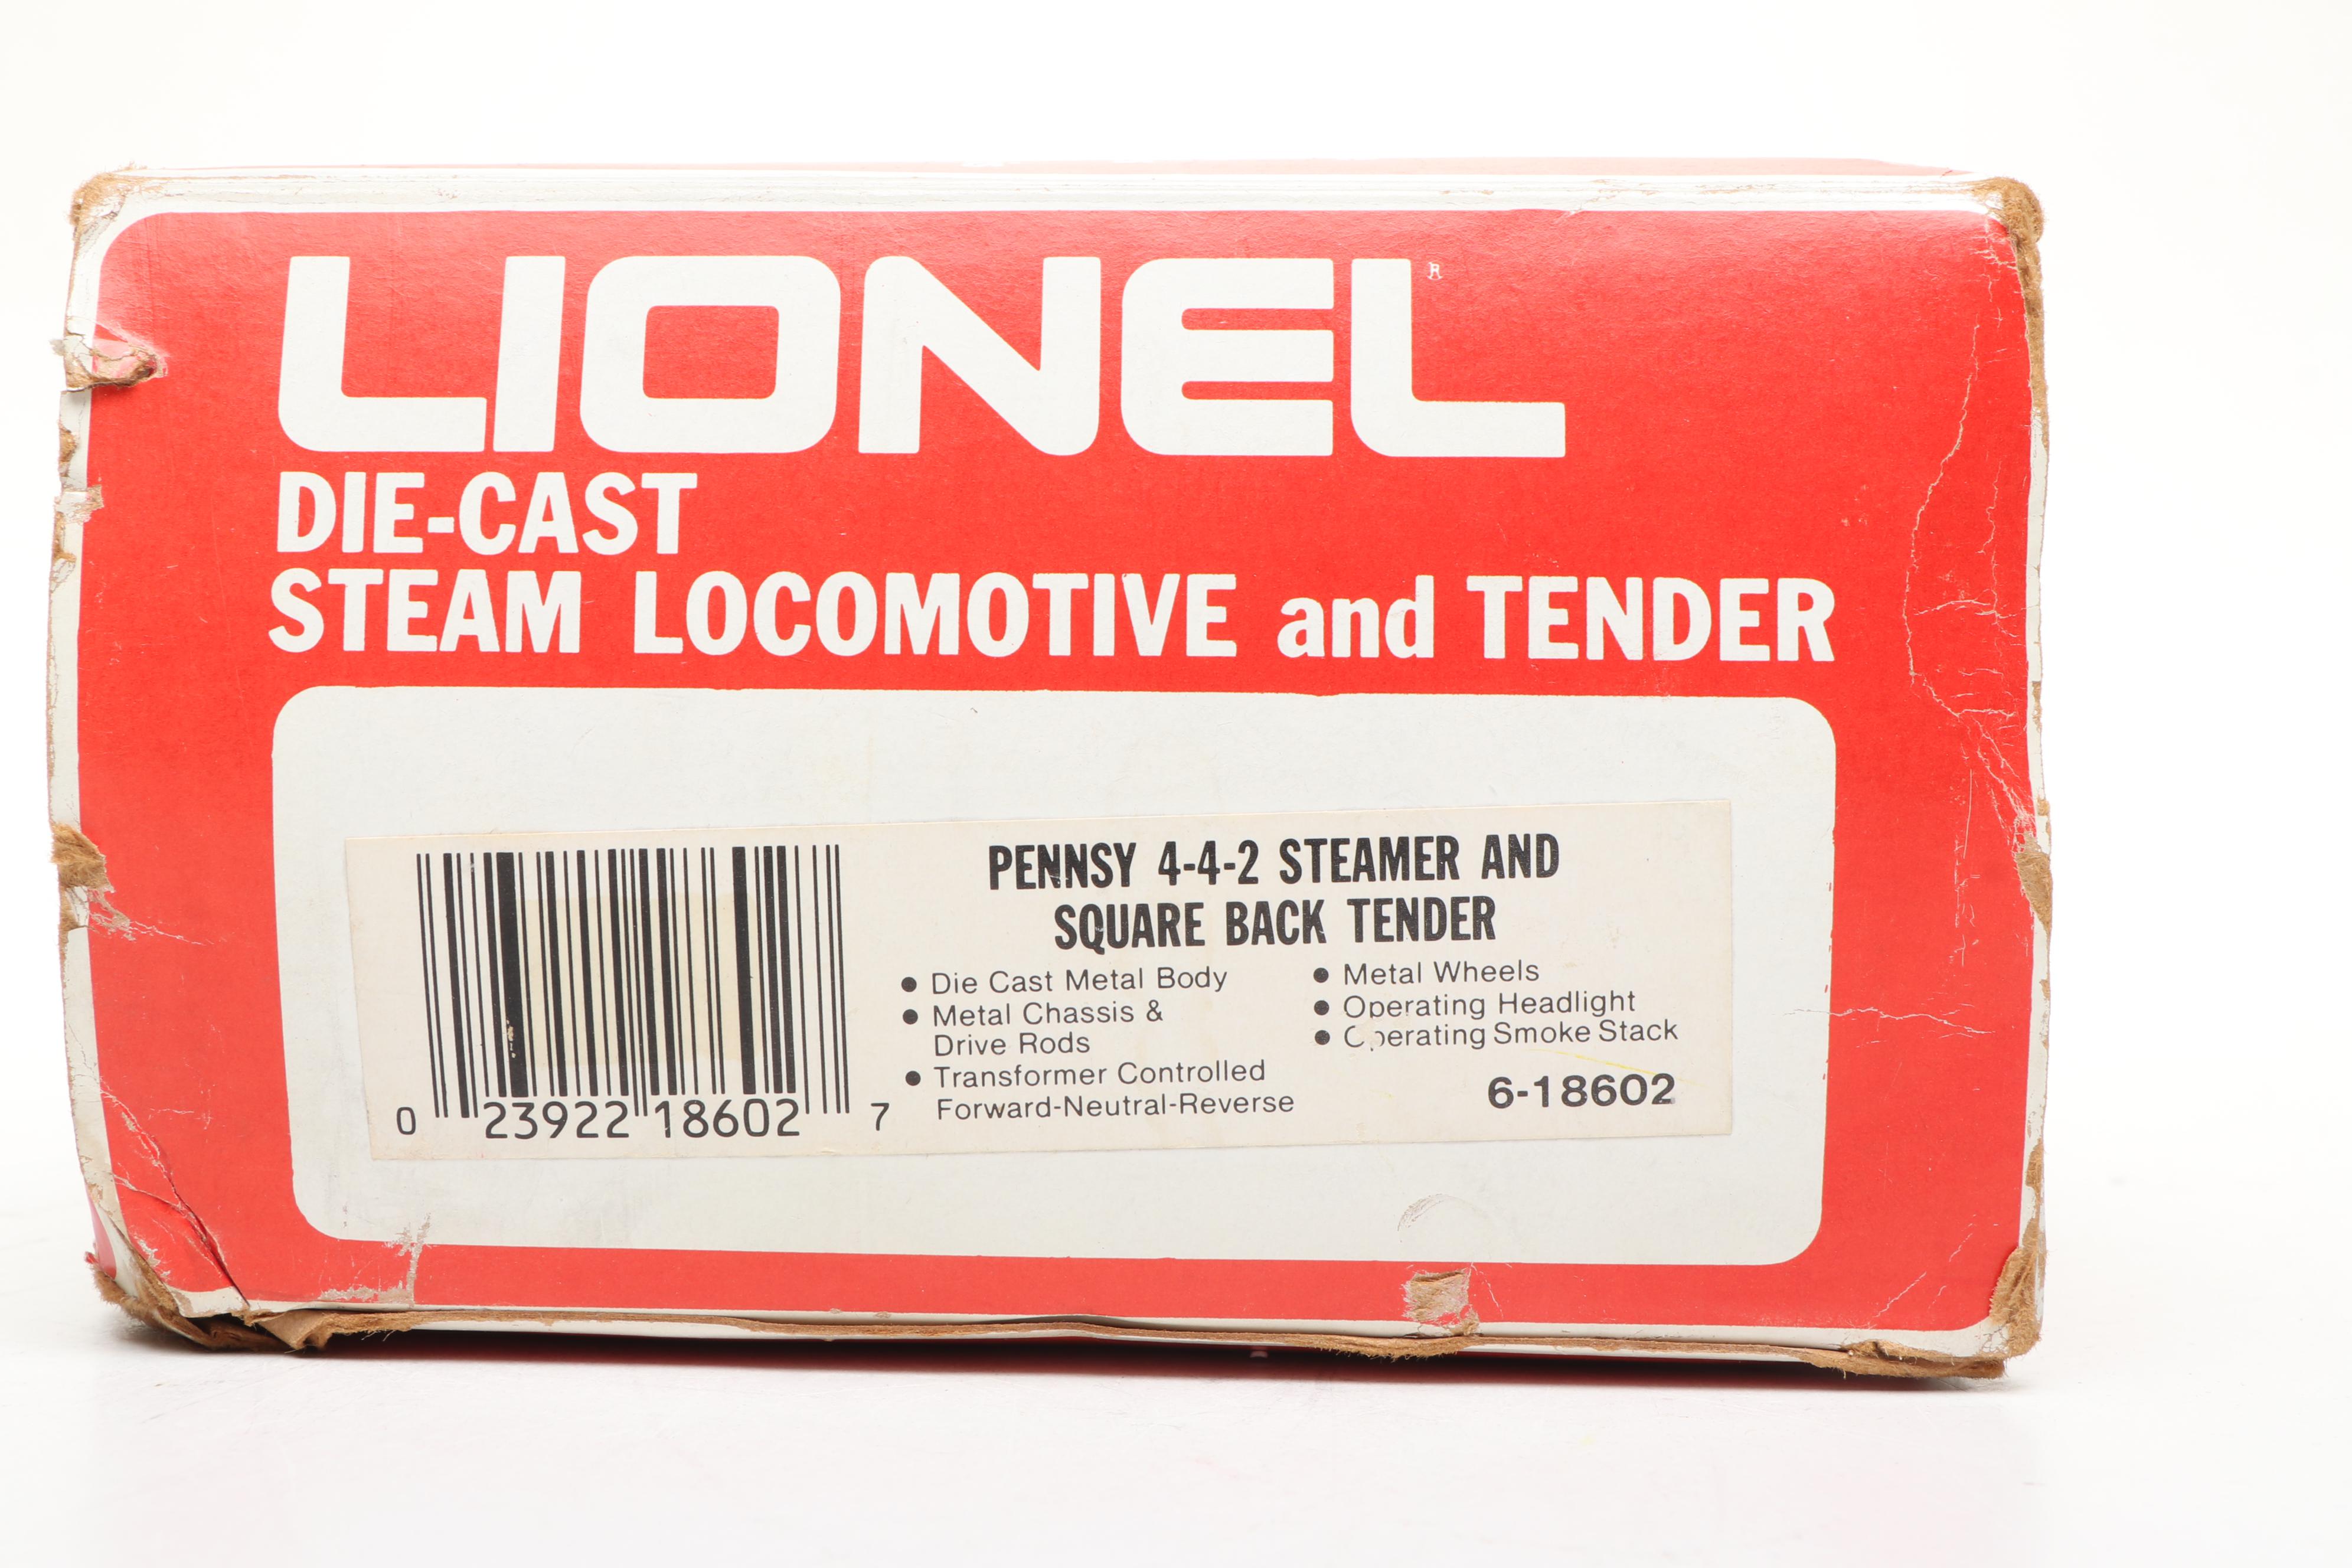 LIONEL®
DIE-CAST
STEAM LOCOMOTIVE and TENDER
PENNSY 4-4-2 STEAMER AND
SQUARE BACK TENDER
● Die Cast Metal Body
● Metal Chassis &
Drive Rods
● Transformer Controlled
Forward-Neutral-Reverse
● Metal Wheels
● Operating Headlight
● Operating Smoke Stack
6-18602
0 23922 18602 7